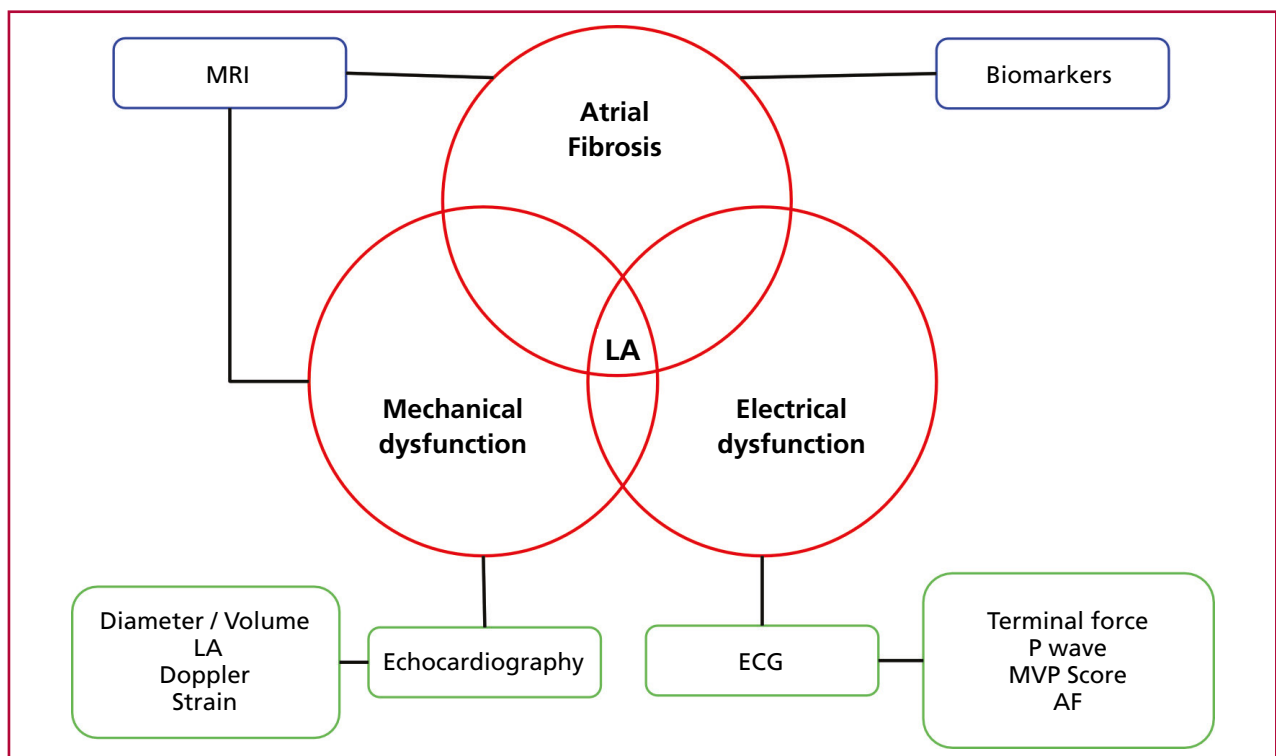 MRI
Biomarkers
Atrial
Fibrosis
LA
Mechanical
dysfunction
Electrical
dysfunction
Diameter / Volume
LA
Doppler
Strain
Echocardiography
ECG
Terminal force
P wave
MVP Score
AF